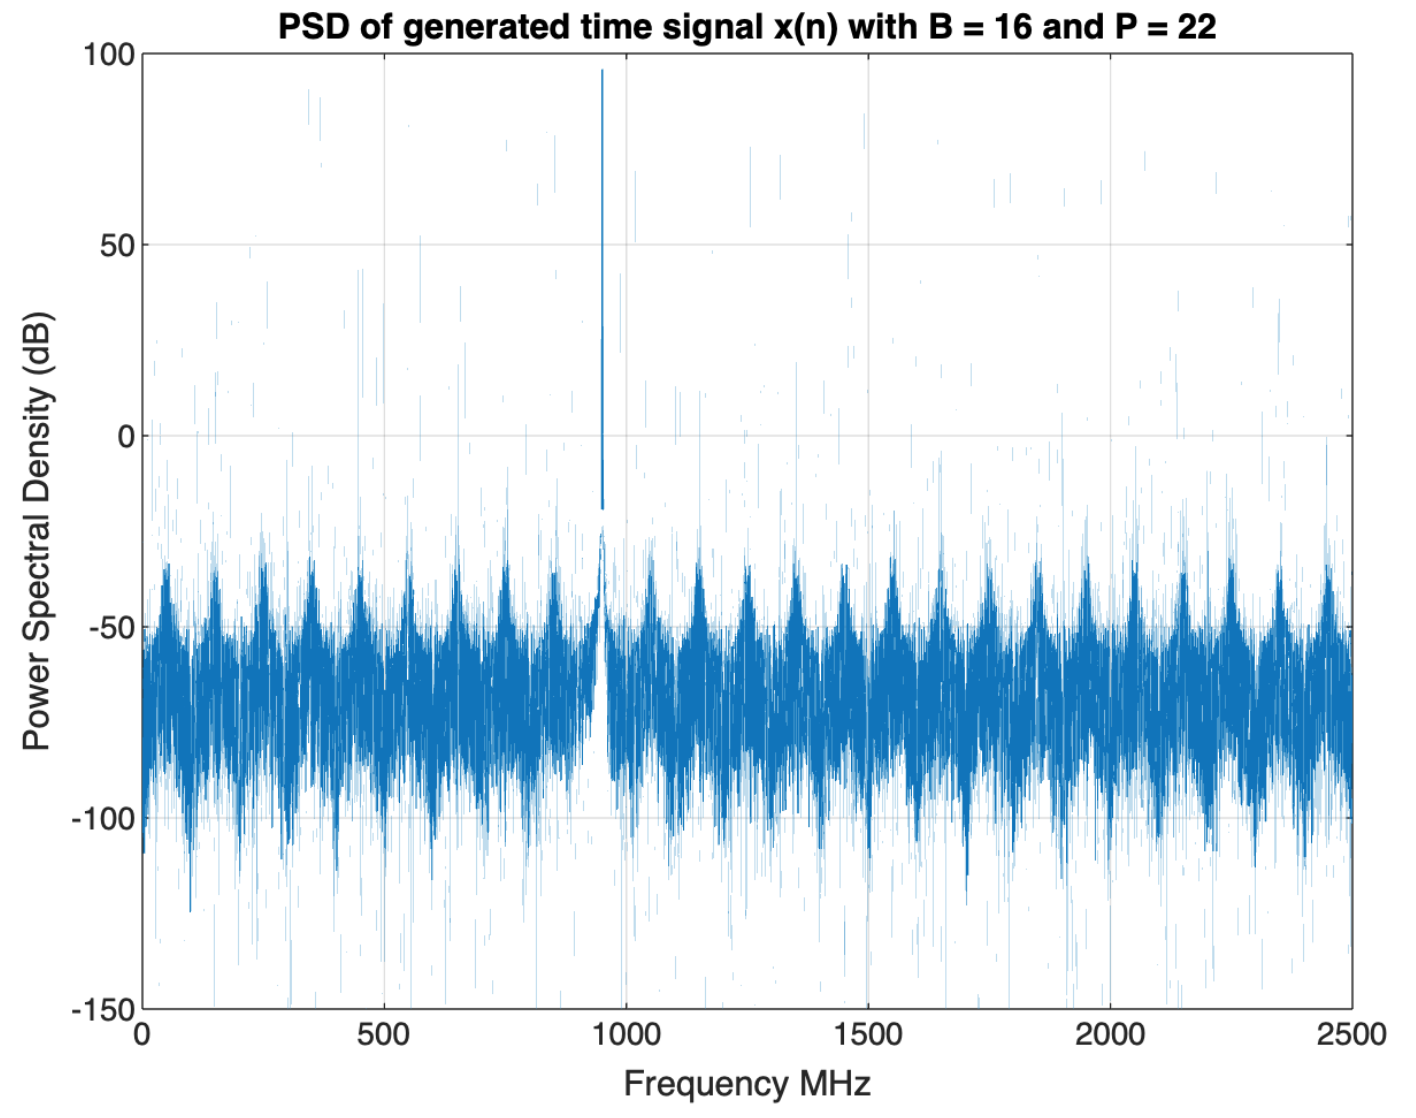 PSD of generated time signal x(n) with B = 16 and P = 22
100
50
0
-50
-100
-150
Power Spectral Density (dB)
0 500 1000 1500 2000 2500
Frequency MHz